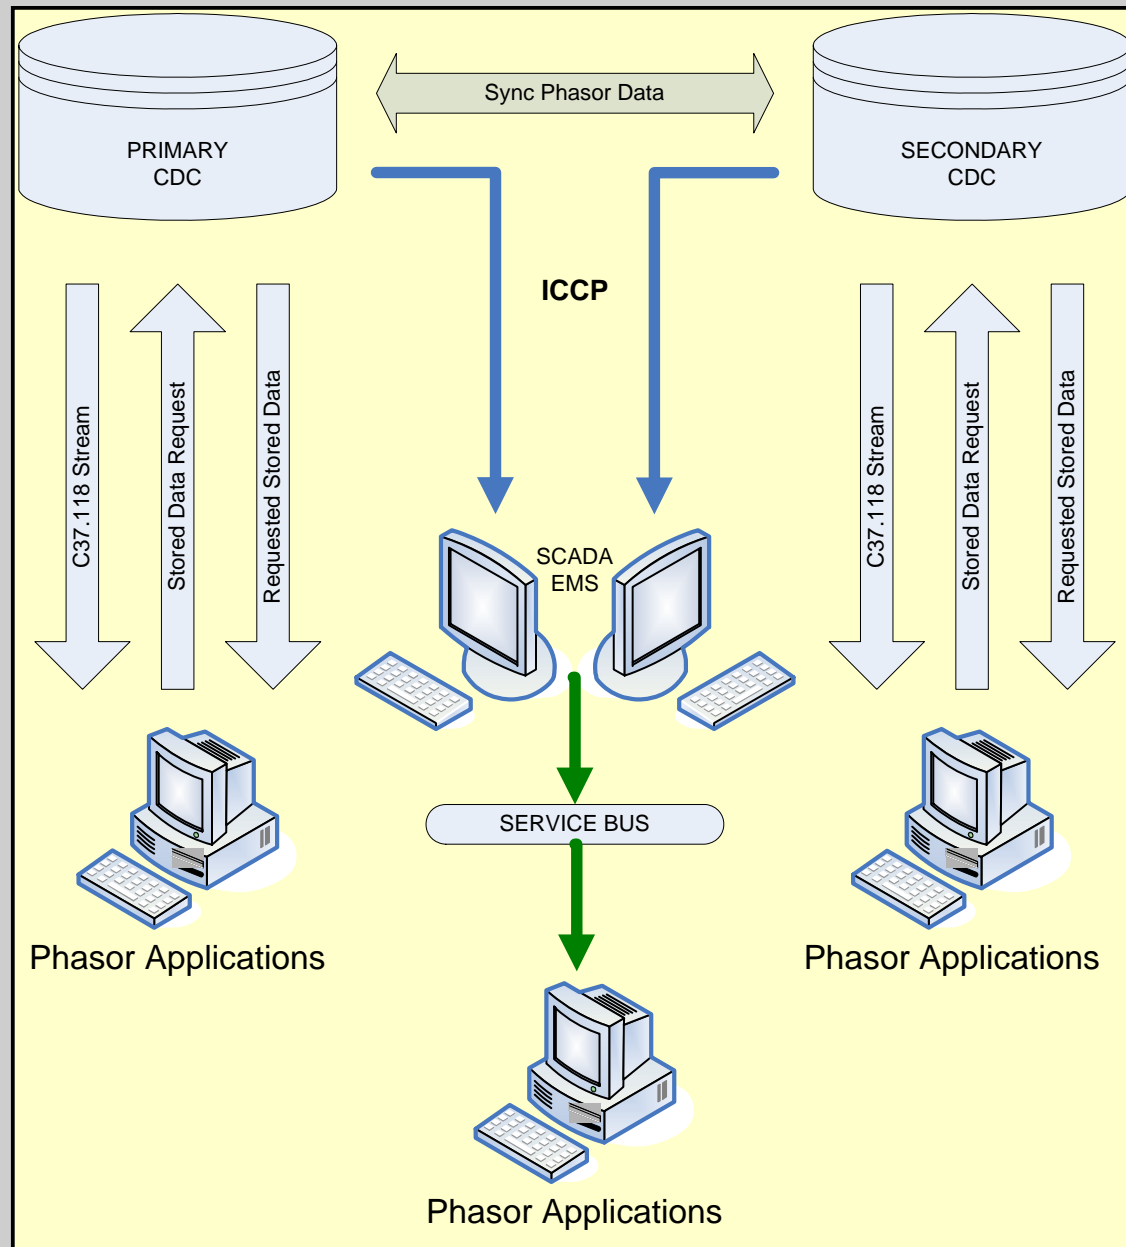 PRIMARY
CDC
Sync Phasor Data
SECONDARY
CDC
ICCP
C37.118 Stream
Stored Data Request
Requested Stored Data
SCADA
EMS
C37.118 Stream
Stored Data Request
Requested Stored Data
SERVICE BUS
Phasor Applications
Phasor Applications
Phasor Applications